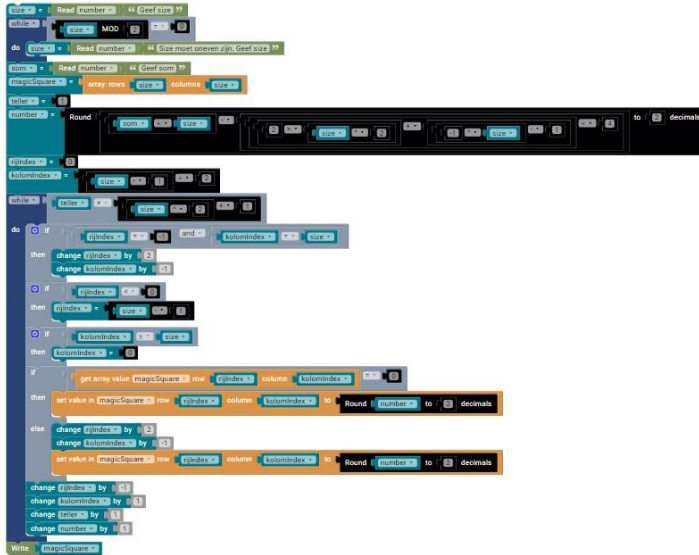 size = Read number “ Geef size ”
while size MOD 2 = 0
do size = Read number “ Size moet oneven zijn. Geef size ”
som = Read number “ Geef som ”
magicSquare = array: rows size columns size
teller = 1
number = Round som ÷ size - 2 × size ^ 2 + -1 ^ size - 1 ÷ 4 to 2 decimals
rijIndex = 0
kolomIndex = size - 1 ÷ 2
while teller ≠ size ^ 2 + 1
do if rijIndex = -1 and kolomIndex = size
then change rijIndex by 2
change kolomIndex by -1
if rijIndex < 0
then rijIndex = size - 1
if kolomIndex = size
then kolomIndex = 0
if get array value magicSquare row rijIndex column kolomIndex = 0
then set value in magicSquare row rijIndex column kolomIndex to Round number to 2 decimals
else change rijIndex by 2
change kolomIndex by -1
set value in magicSquare row rijIndex column kolomIndex to Round number to 2 decimals
change rijIndex by -1
change kolomIndex by 1
change teller by 1
change number by 1
Write magicSquare